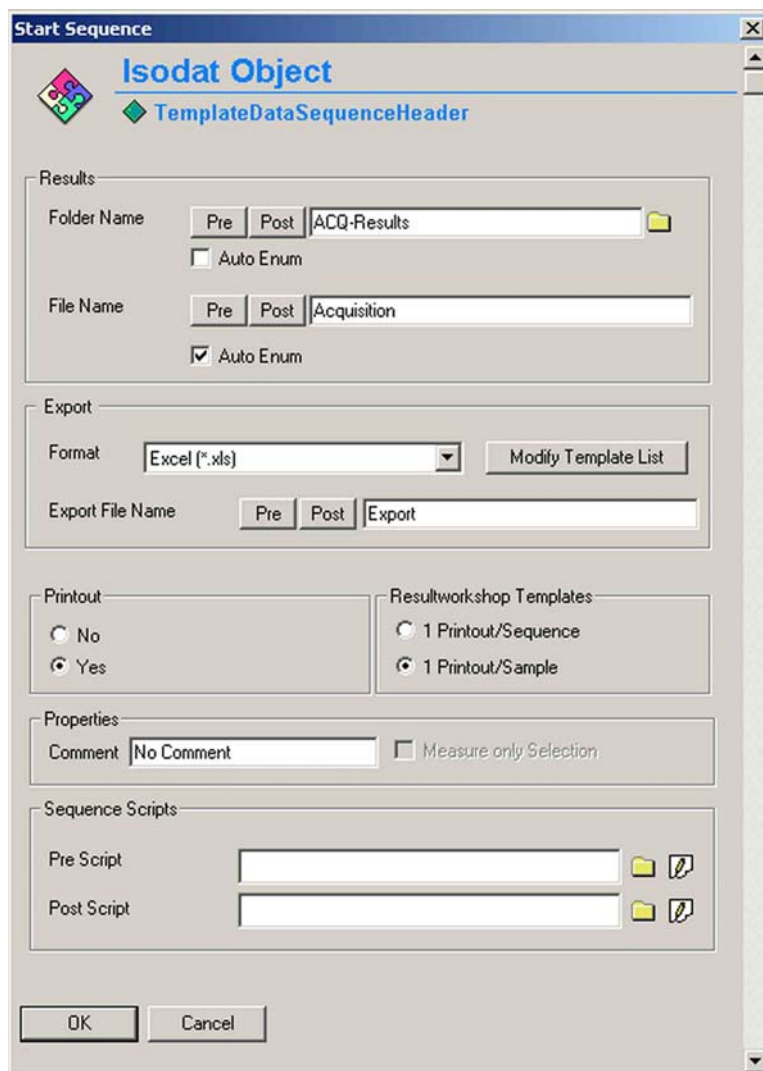 Start Sequence
Isodat Object
TemplateDataSequenceHeader
Results
Folder Name Pre Post ACQ-Results
Auto Enum
File Name Pre Post Acquisition
Auto Enum
Export
Format Excel (*.xls) Modify Template List
Export File Name Pre Post Export
Printout
No
Yes
Resultworkshop Templates
1 Printout/Sequence
1 Printout/Sample
Properties
Comment No Comment Measure only Selection
Sequence Scripts
Pre Script
Post Script
OK Cancel